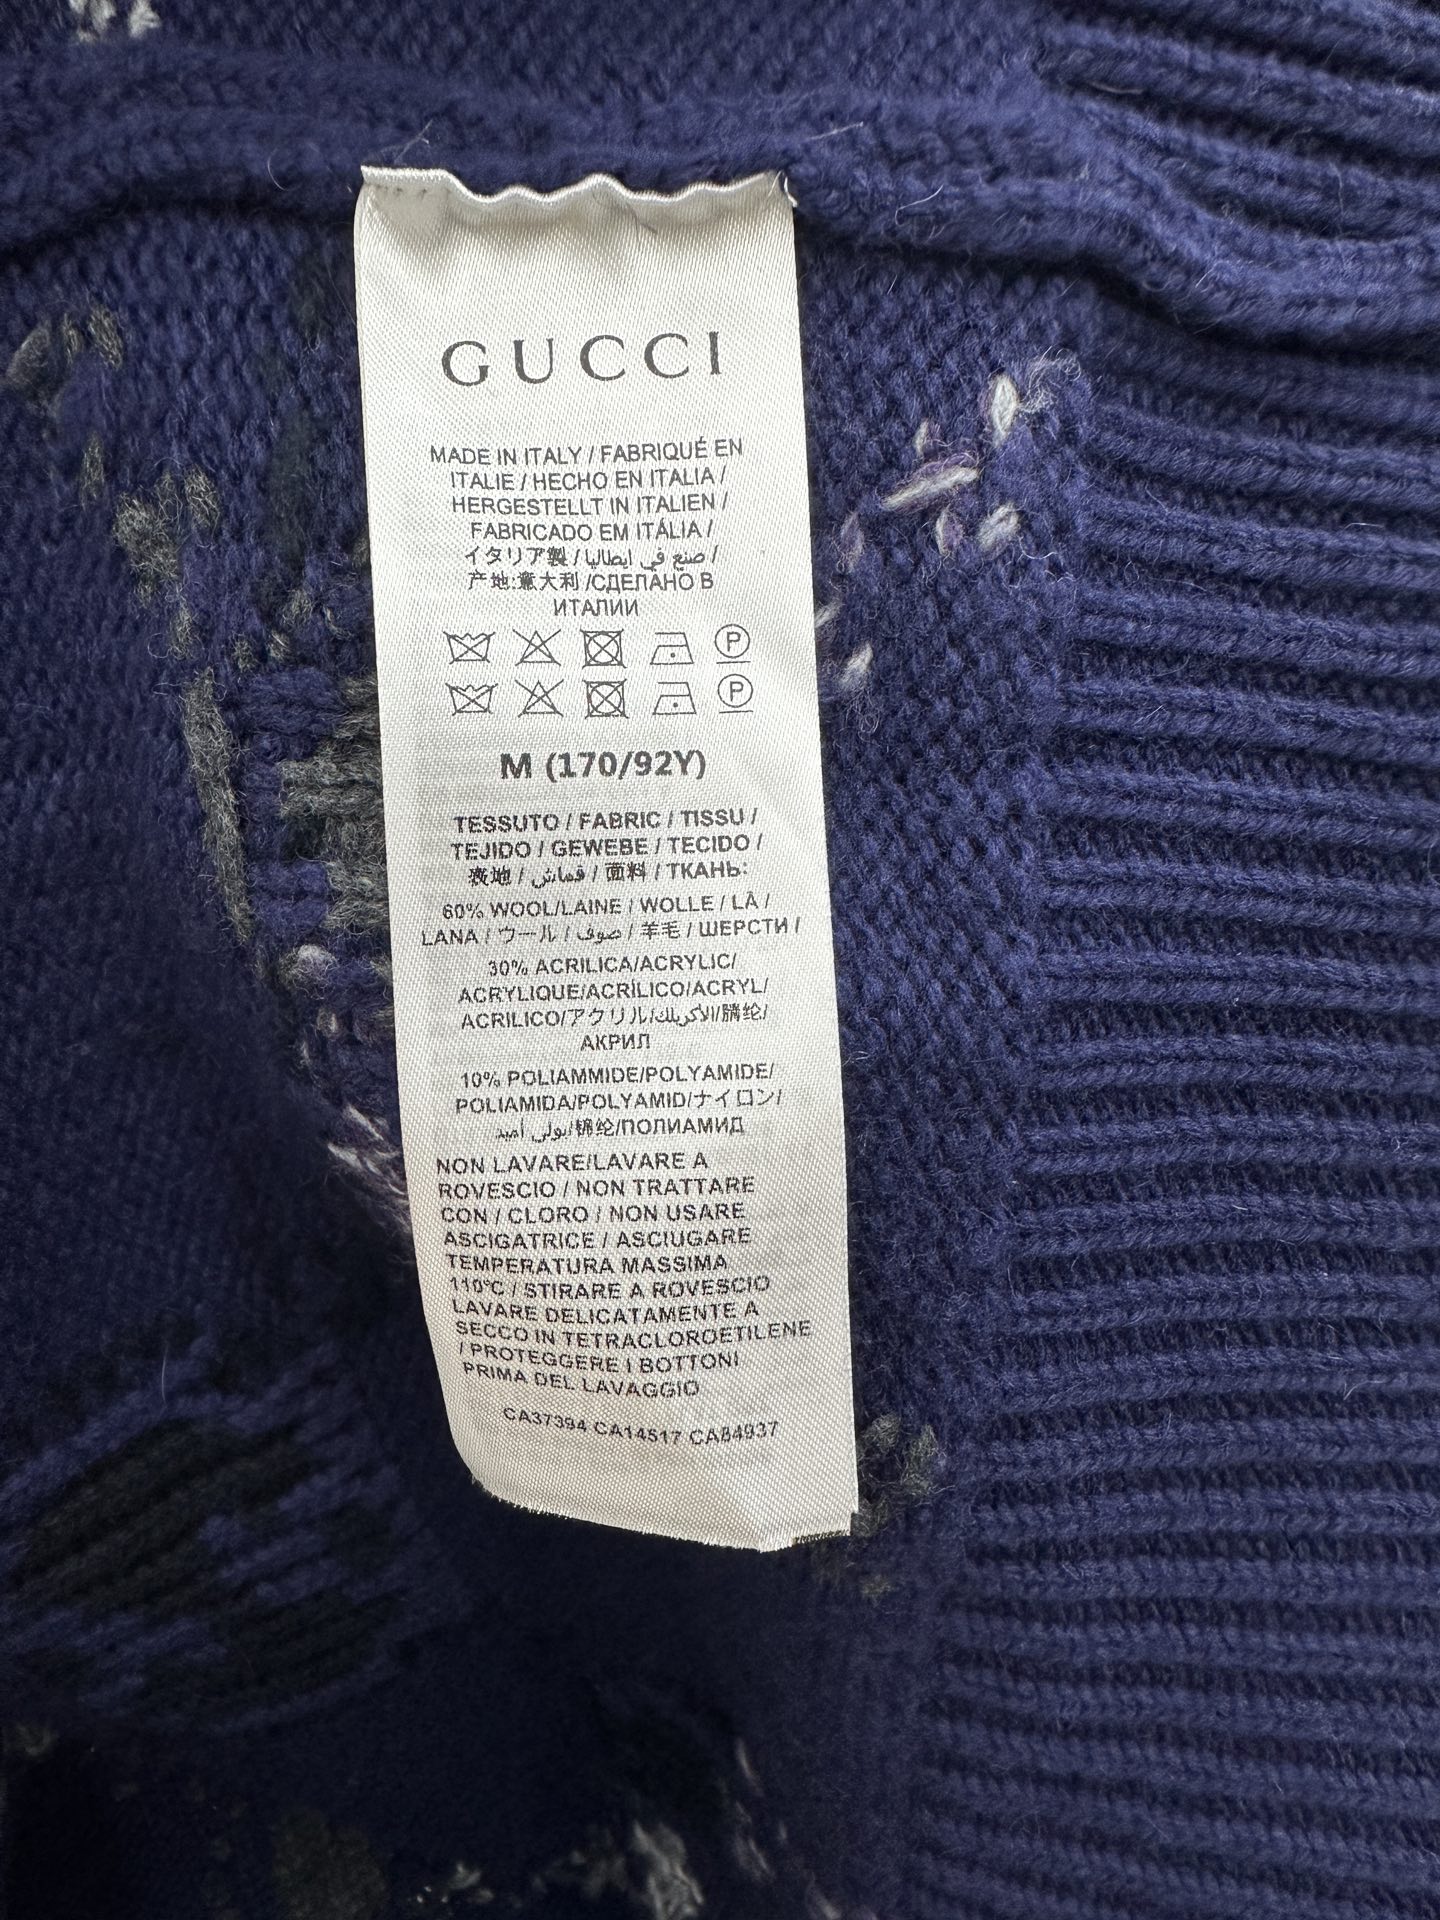 GUCCI
MADE IN ITALY / FABRIQUÉ EN
ITALIE / HECHO EN ITALIA /
HERGESTELLT IN ITALIEN /
FABRICADO EM ITÁLIA /
イタリア製 / صنع في ايطاليا /
产地:意大利 /СДЕЛАНО В
ИТАЛИИ
P
P
M (170/92Y)
TESSUTO / FABRIC / TISSU /
TEJIDO / GEWEBE / TECIDO /
表地 / قماش / 面料 / ТКАНЬ:
60% WOOL/LAINE / WOLLE / LÃ /
LANA / ウール / صوف / 羊毛 / ШЕРСТИ /
30% ACRILICA/ACRYLIC/
ACRYLIQUE/ACRÍLICO/ACRYL/
ACRILICO/アクリル/الاكريلك/腈纶/
АКРИЛ
10% POLIAMMIDE/POLYAMIDE/
POLIAMIDA/POLYAMID/ナイロン/
بولي أميد/锦纶/ПОЛИАМИД
NON LAVARE/LAVARE A
ROVESCIO / NON TRATTARE
CON / CLORO / NON USARE
ASCIGATRICE / ASCIUGARE
TEMPERATURA MASSIMA
110°C / STIRARE A ROVESCIO
LAVARE DELICATAMENTE A
SECCO IN TETRACLOROETILENE
/ PROTEGGERE I BOTTONI
PRIMA DEL LAVAGGIO
CA37394 CA14517 CA84937